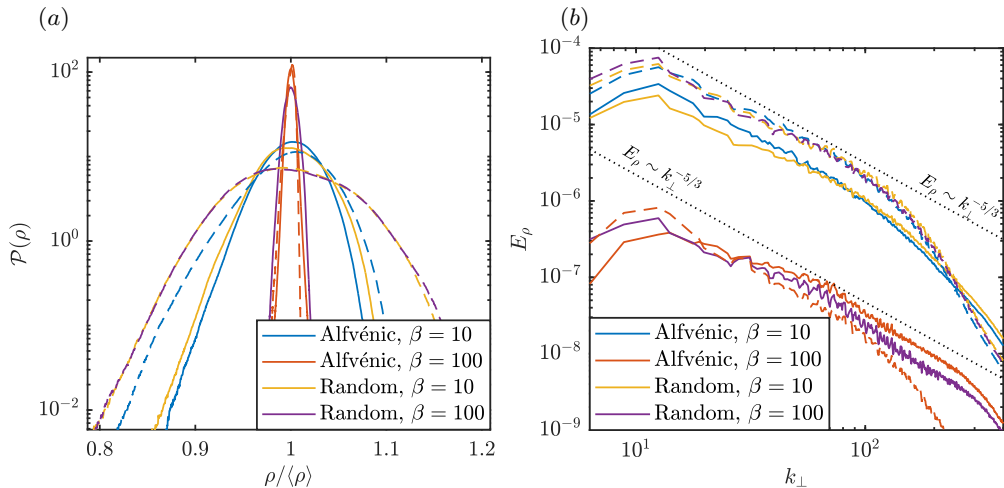 (a)
10^2
10^0
10^{-2}
P(ρ)
0.8 0.9 1 1.1 1.2
ρ/⟨ρ⟩
Alfvénic, β = 10
Alfvénic, β = 100
Random, β = 10
Random, β = 100
(b)
10^{-4}
10^{-5}
10^{-6}
10^{-7}
10^{-8}
10^{-9}
E_ρ
E_ρ ∼ k_⊥^{-5/3}
E_ρ ∼ k_⊥^{-5/3}
10^1 10^2
k_⊥
Alfvénic, β = 10
Alfvénic, β = 100
Random, β = 10
Random, β = 100